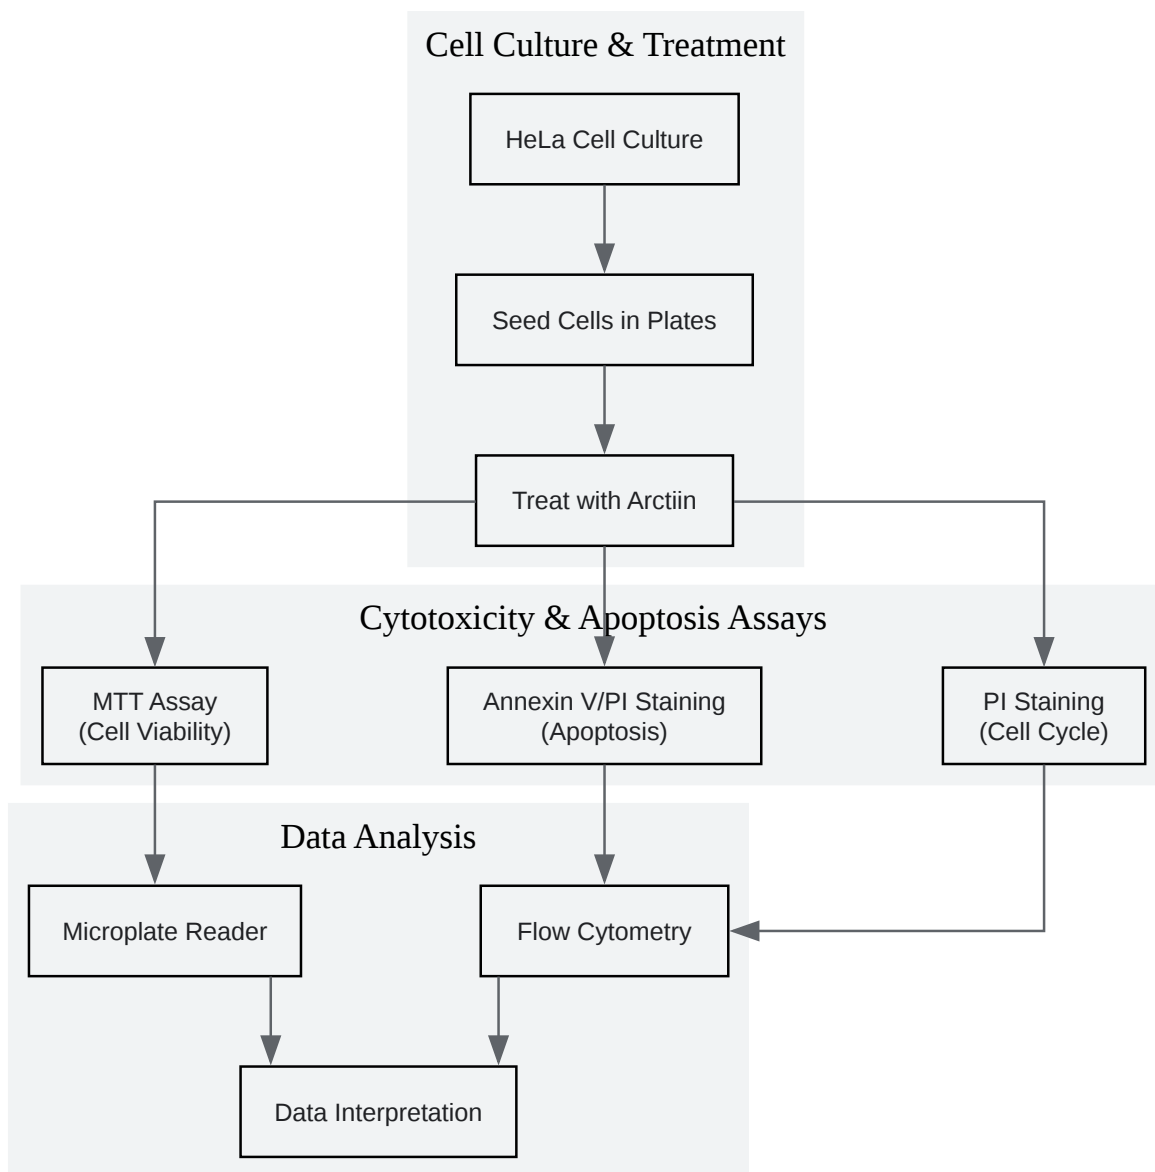 Cell Culture & Treatment
HeLa Cell Culture
Seed Cells in Plates
Treat with Arctiin
Cytotoxicity & Apoptosis Assays
MTT Assay
(Cell Viability)
Annexin V/PI Staining
(Apoptosis)
PI Staining
(Cell Cycle)
Data Analysis
Microplate Reader
Flow Cytometry
Data Interpretation